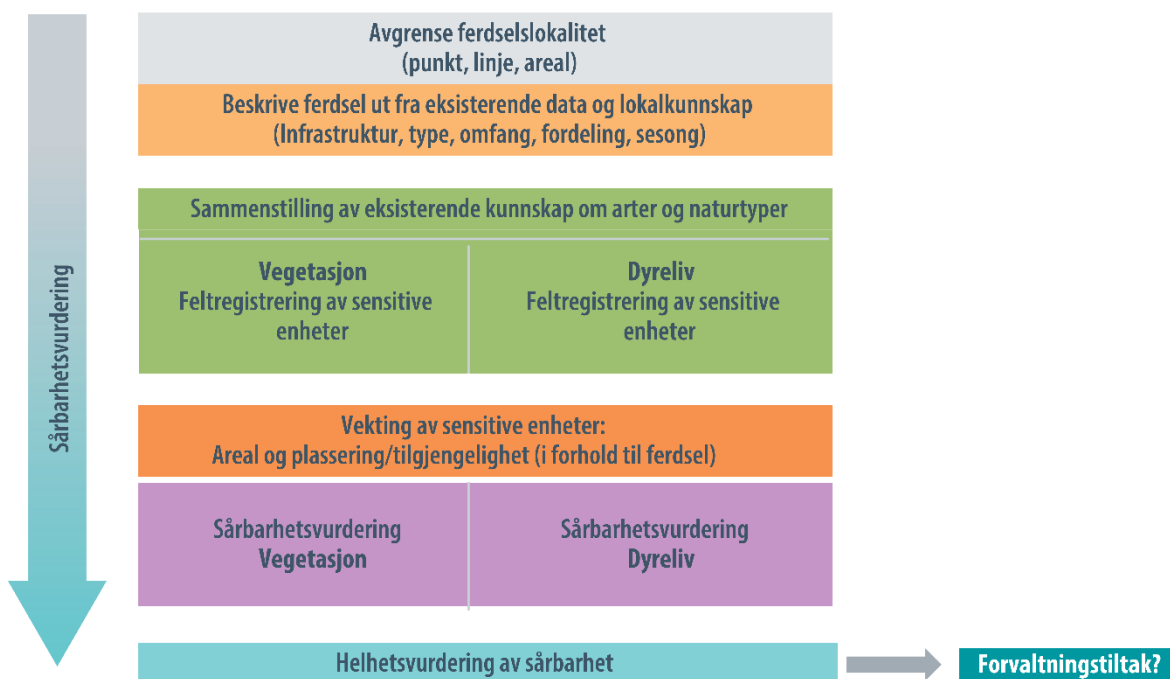 Sårbarhetsvurdering
Avgrense ferdselslokalitet
(punkt, linje, areal)
Beskrive ferdsel ut fra eksisterende data og lokalkunnskap
(Infrastruktur, type, omfang, fordeling, sesong)
Sammenstilling av eksisterende kunnskap om arter og naturtyper
Vegetasjon
Feltregistrering av sensitive
enheter
Dyreliv
Feltregistrering av sensitive
enheter
Vekting av sensitive enheter:
Areal og plassering/tilgjengelighet (i forhold til ferdsel)
Sårbarhetsvurdering
Vegetasjon
Sårbarhetsvurdering
Dyreliv
Helhetsvurdering av sårbarhet
Forvaltningstiltak?